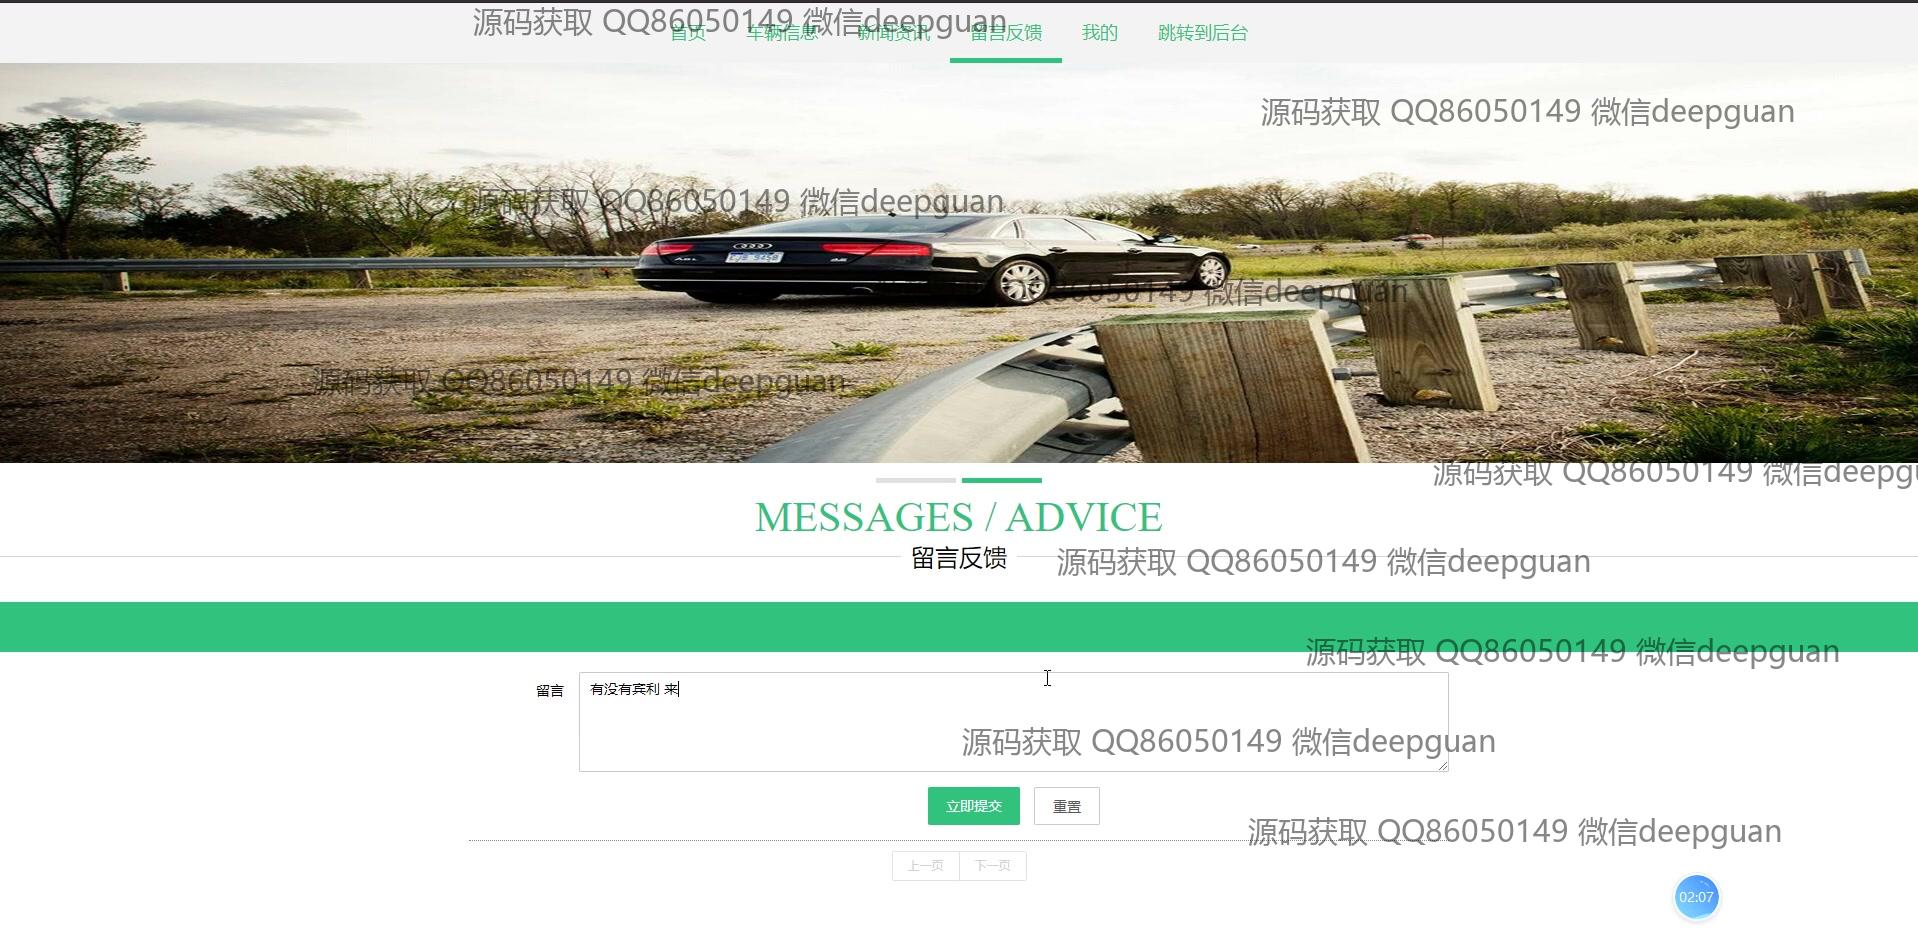 源码获取 QQ86050149 微信deepguan
首页 车辆信息 新闻资讯 留言反馈 我的 跳转到后台
源码获取 QQ86050149 微信deepguan
源码获取 QQ86050149 微信deepguan
A8L
86050149 微信deepguan
源码获取 QQ86050149 微信deepguan
源码获取 QQ86050149 微信deepgu
MESSAGES / ADVICE
留言反馈
源码获取 QQ86050149 微信deepguan
源码获取 QQ86050149 微信deepguan
留言 有没有宾利 来
源码获取 QQ86050149 微信deepguan
立即提交 重置
源码获取 QQ86050149 微信deepguan
上一页 下一页
02:07